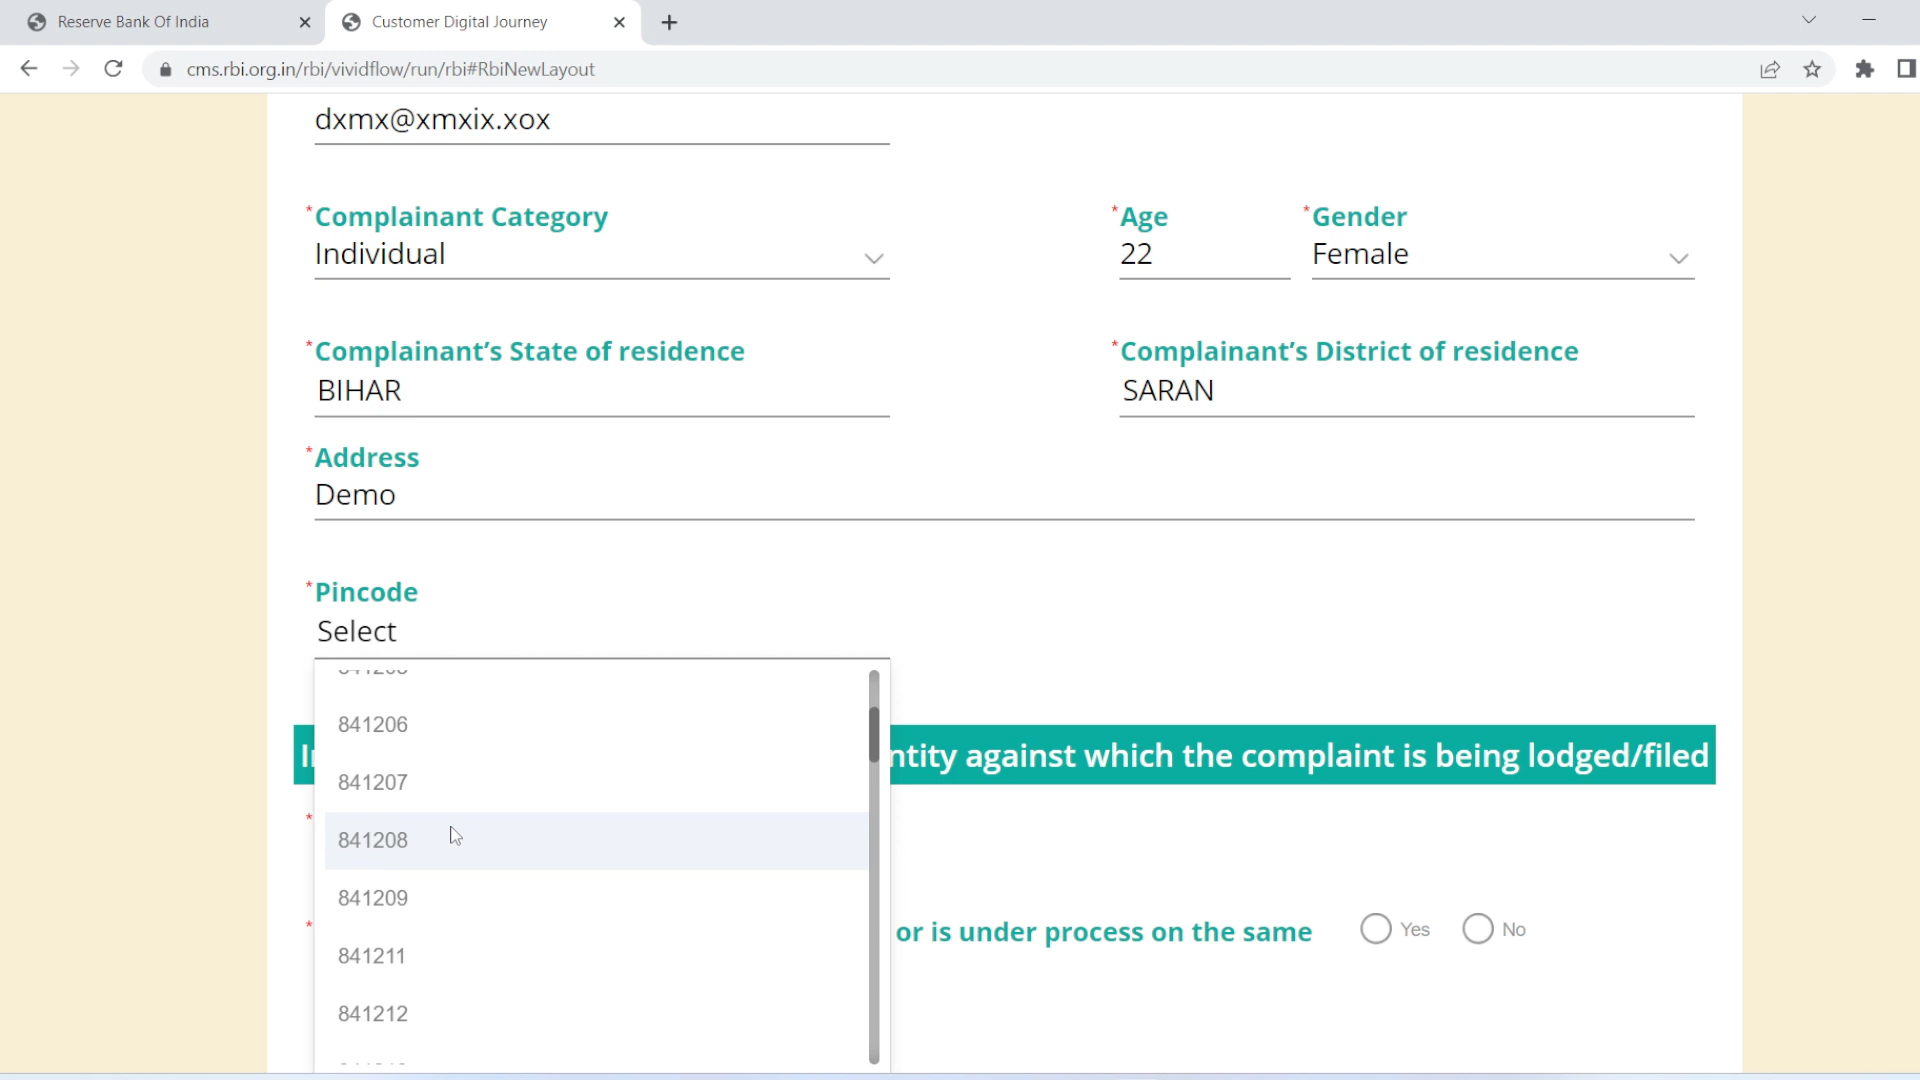 Reserve Bank Of India
Customer Digital Journey
cms.rbi.org.in/rbi/vividflow/run/rbi#RbiNewLayout
dxmx@xmxix.xox
*Complainant Category
*Age
*Gender
Individual
22
Female
*Complainant's State of residence
*Complainant's District of residence
BIHAR
SARAN
*Address
Demo
*Pincode
Select
841206
ntity against which the complaint is being lodged/filed
841207
*
841208
841209
*
or is under process on the same
Yes
No
841211
841212